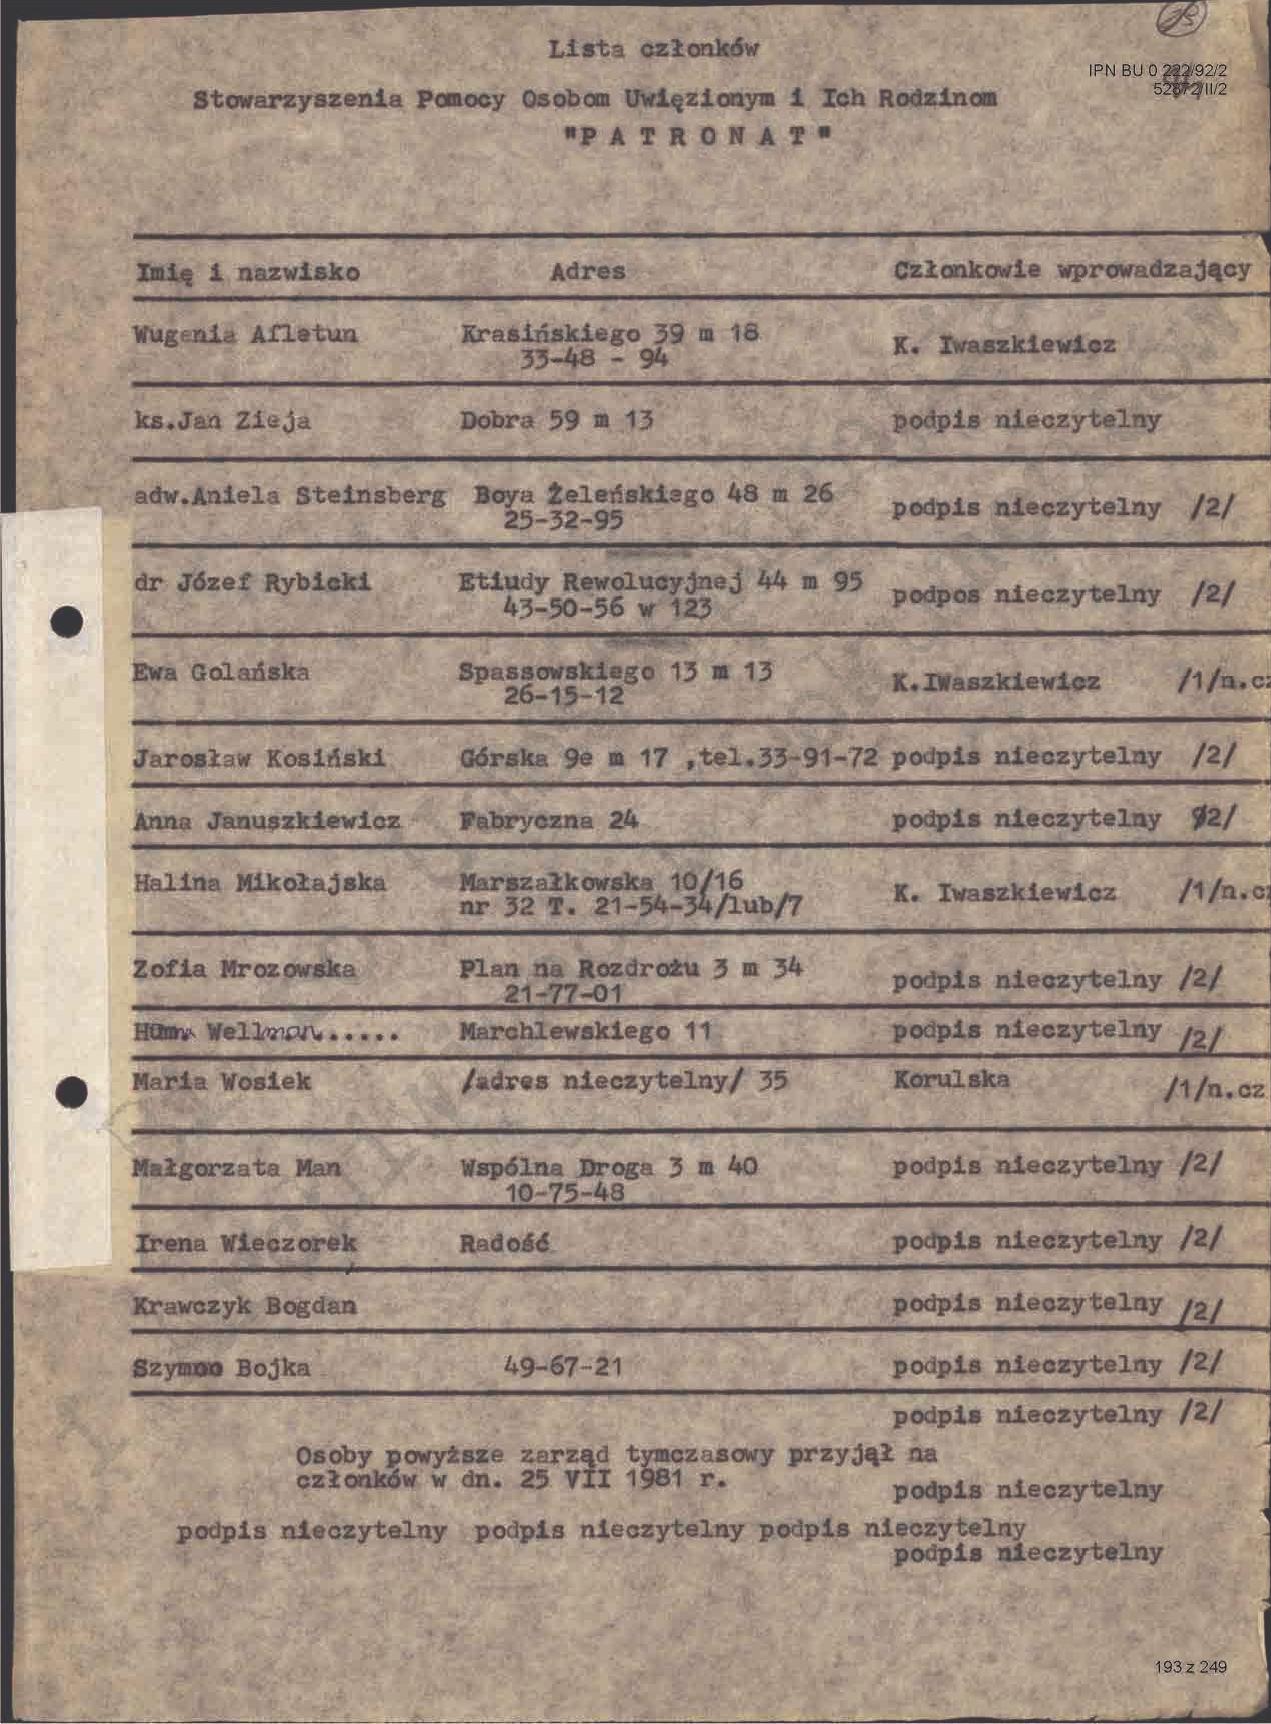 Lista członków
IPN BU 0 222/92/2
52872/II/2
Stowarzyszenia Pomocy Osobom Uwięzionym i Ich Rodzinom
"P A T R O N A T"
Imię i nazwisko Adres Członkowie wprowadzający
Wugenia Afletun Krasińskiego 39 m 18
33-48 - 94 K. Iwaszkiewicz
ks.Jan Zieja Dobra 59 m 13 podpis nieczytelny
adw.Aniela Steinsberg Boya Żeleńskiego 48 m 26
25-32-95 podpis nieczytelny /2/
dr Józef Rybicki Etiudy Rewolucyjnej 44 m 95
43-50-56 w 123 podpos nieczytelny /2/
Ewa Golańska Spassowskiego 13 m 13
26-15-12 K.IWaszkiewicz /1/n.cz
Jarosław Kosiński Górska 9e m 17 ,tel.33-91-72 podpis nieczytelny /2/
Anna Januszkiewicz Fabryczna 24 podpis nieczytelny /2/
Halina Mikołajska Marszałkowska 10/16
nr 32 T. 21-54-34/lub/7 K. Iwaszkiewicz /1/n.cz
Zofia Mrozowska Plan na Rozdrożu 3 m 34
21-77-01 podpis nieczytelny /2/
Wellman..... Marchlewskiego 11 podpis nieczytelny /2/
Maria Wosiek /adres nieczytelny/ 35 Korulska /1/n.cz
Małgorzata Man Wspólna Droga 3 m 40 podpis nieczytelny /2/
10-75-48
Irena Wieczorek Radość podpis nieczytelny /2/
Krawczyk Bogdan podpis nieczytelny /2/
Szymon Bojka 49-67-21 podpis nieczytelny /2/
podpis nieczytelny /2/
Osoby powyższe zarząd tymczasowy przyjął na
członków w dn. 25 VII 1981 r.
podpis nieczytelny
podpis nieczytelny podpis nieczytelny podpis nieczytelny
podpis nieczytelny
193 z 249